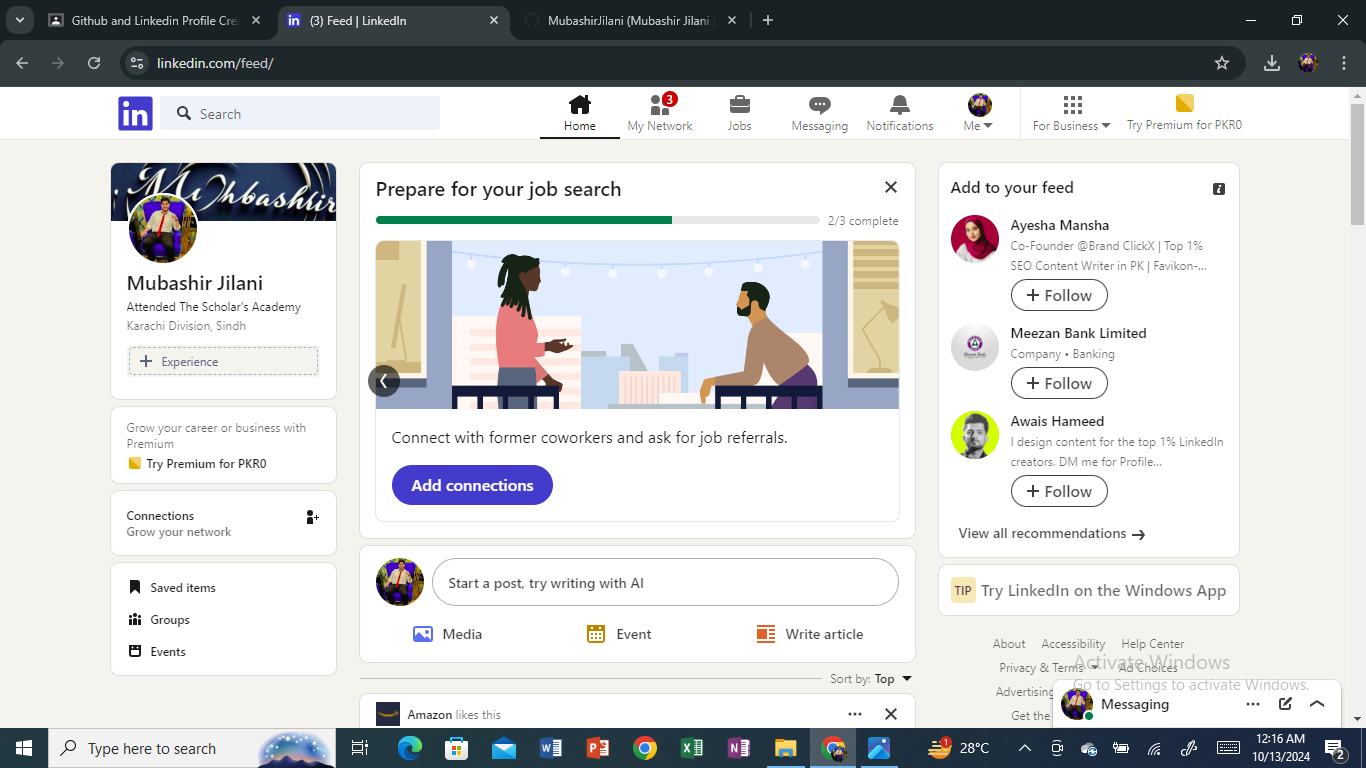 Github and Linkedin Profile Cre
(3) Feed | LinkedIn
MubashirJilani (Mubashir Jilani
linkedin.com/feed/
in
Search
Home
3
My Network
Jobs
Messaging
Notifications
Me
For Business
Try Premium for PKR0
Mubashir Jilani
Attended The Scholar's Academy
Karachi Division, Sindh
+ Experience
Grow your career or business with
Premium
Try Premium for PKR0
Connections
Grow your network
Saved items
Groups
Events
Prepare for your job search
2/3 complete
Connect with former coworkers and ask for job referrals.
Add connections
Start a post, try writing with AI
Media
Event
Write article
Sort by: Top
Amazon likes this
Add to your feed
Ayesha Mansha
Co-Founder @Brand ClickX | Top 1%
SEO Content Writer in PK | Favikon-...
+ Follow
Meezan Bank Limited
Company • Banking
+ Follow
Awais Hameed
I design content for the top 1% LinkedIn
creators. DM me for Profile...
+ Follow
View all recommendations
TIP Try LinkedIn on the Windows App
About Accessibility Help Center
Privacy & Terms Ad Choices
Advertising
Get the
Activate Windows
Go to Settings to activate Windows.
Messaging
Type here to search
1
28°C
12:16 AM
10/13/2024
2